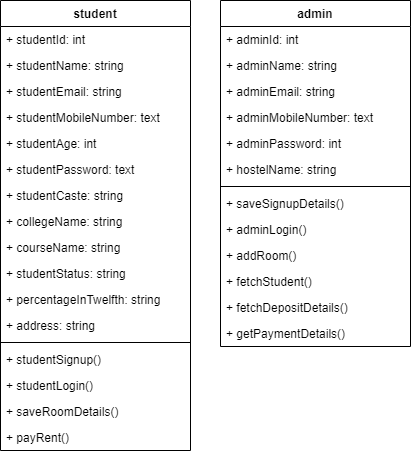 student
+ studentId: int
+ studentName: string
+ studentEmail: string
+ studentMobileNumber: text
+ studentAge: int
+ studentPassword: text
+ studentCaste: string
+ collegeName: string
+ courseName: string
+ studentStatus: string
+ percentageInTwelfth: string
+ address: string
+ studentSignup()
+ studentLogin()
+ saveRoomDetails()
+ payRent()
admin
+ adminId: int
+ adminName: string
+ adminEmail: string
+ adminMobileNumber: text
+ adminPassword: int
+ hostelName: string
+ saveSignupDetails()
+ adminLogin()
+ addRoom()
+ fetchStudent()
+ fetchDepositDetails()
+ getPaymentDetails()